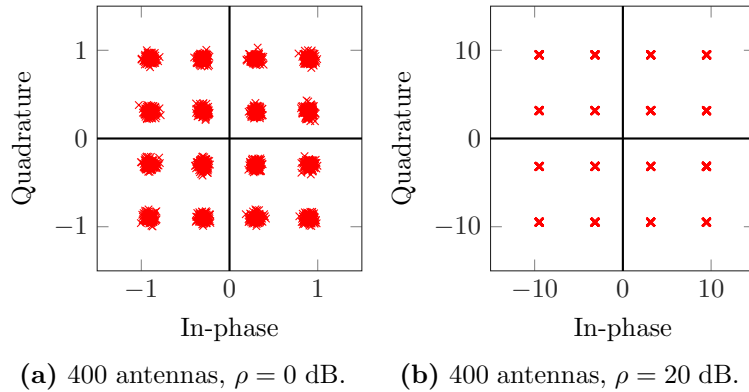 1
0
−1
Quadrature
−1 0 1
In-phase
(a) 400 antennas, ρ = 0 dB.
10
0
−10
Quadrature
−10 0 10
In-phase
(b) 400 antennas, ρ = 20 dB.